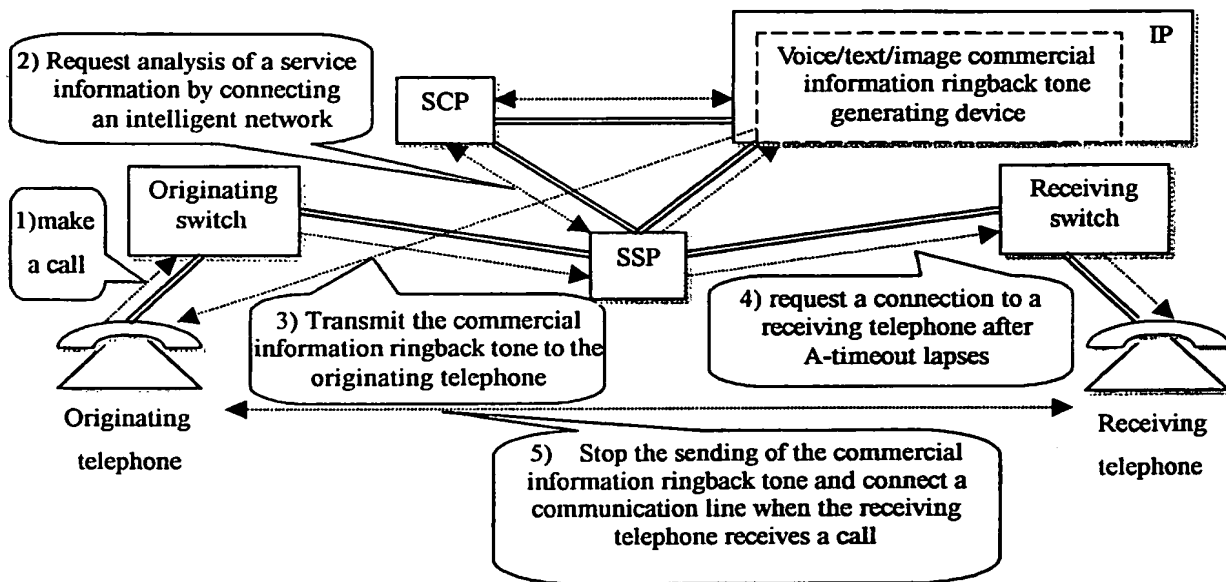 2) Request analysis of a service
information by connecting
an intelligent network
SCP
IP
Voice/text/image commercial
information ringback tone
generating device
1)make
a call
Originating
switch
SSP
Receiving
switch
3) Transmit the commercial
information ringback tone to the
originating telephone
4) request a connection to a
receiving telephone after
A-timeout lapses
Originating
telephone
Receiving
telephone
5) Stop the sending of the commercial
information ringback tone and connect a
communication line when the receiving
telephone receives a call